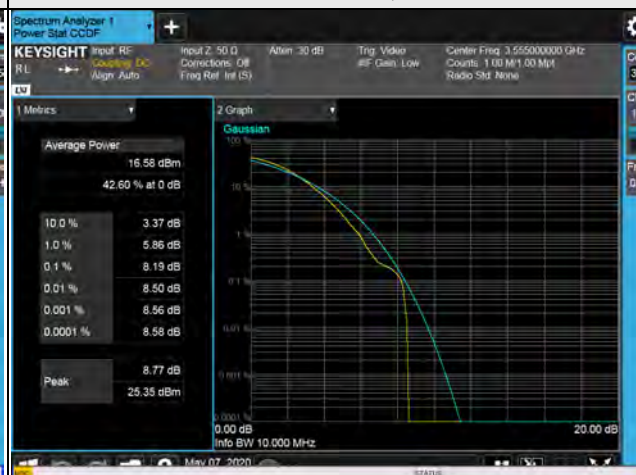 Spectrum Analyzer 1
Power Stat CCDF
KEYSIGHT Input: RF Input Z: 50 Ω Atten: 30 dB Trig: Video Center Freq: 3.555000000 GHz
RL Coupling: DC Corrections: Off #IF Gain: Low Counts: 1.00 M/1.00 Mpt
Align: Auto Freq Ref: Int (S) Radio Std: None
LXI
1 Metrics
2 Graph
Average Power
16.58 dBm
42.60 % at 0 dB
10.0 % 3.37 dB
1.0 % 5.86 dB
0.1 % 8.19 dB
0.01 % 8.50 dB
0.001 % 8.56 dB
0.0001 % 8.58 dB
Peak
8.77 dB
25.35 dBm
Gaussian
100 %
10 %
1 %
0.1 %
0.01 %
0.001 %
0.0001 %
0.00 dB 20.00 dB
Info BW 10.000 MHz
May 07, 2020
STATUS